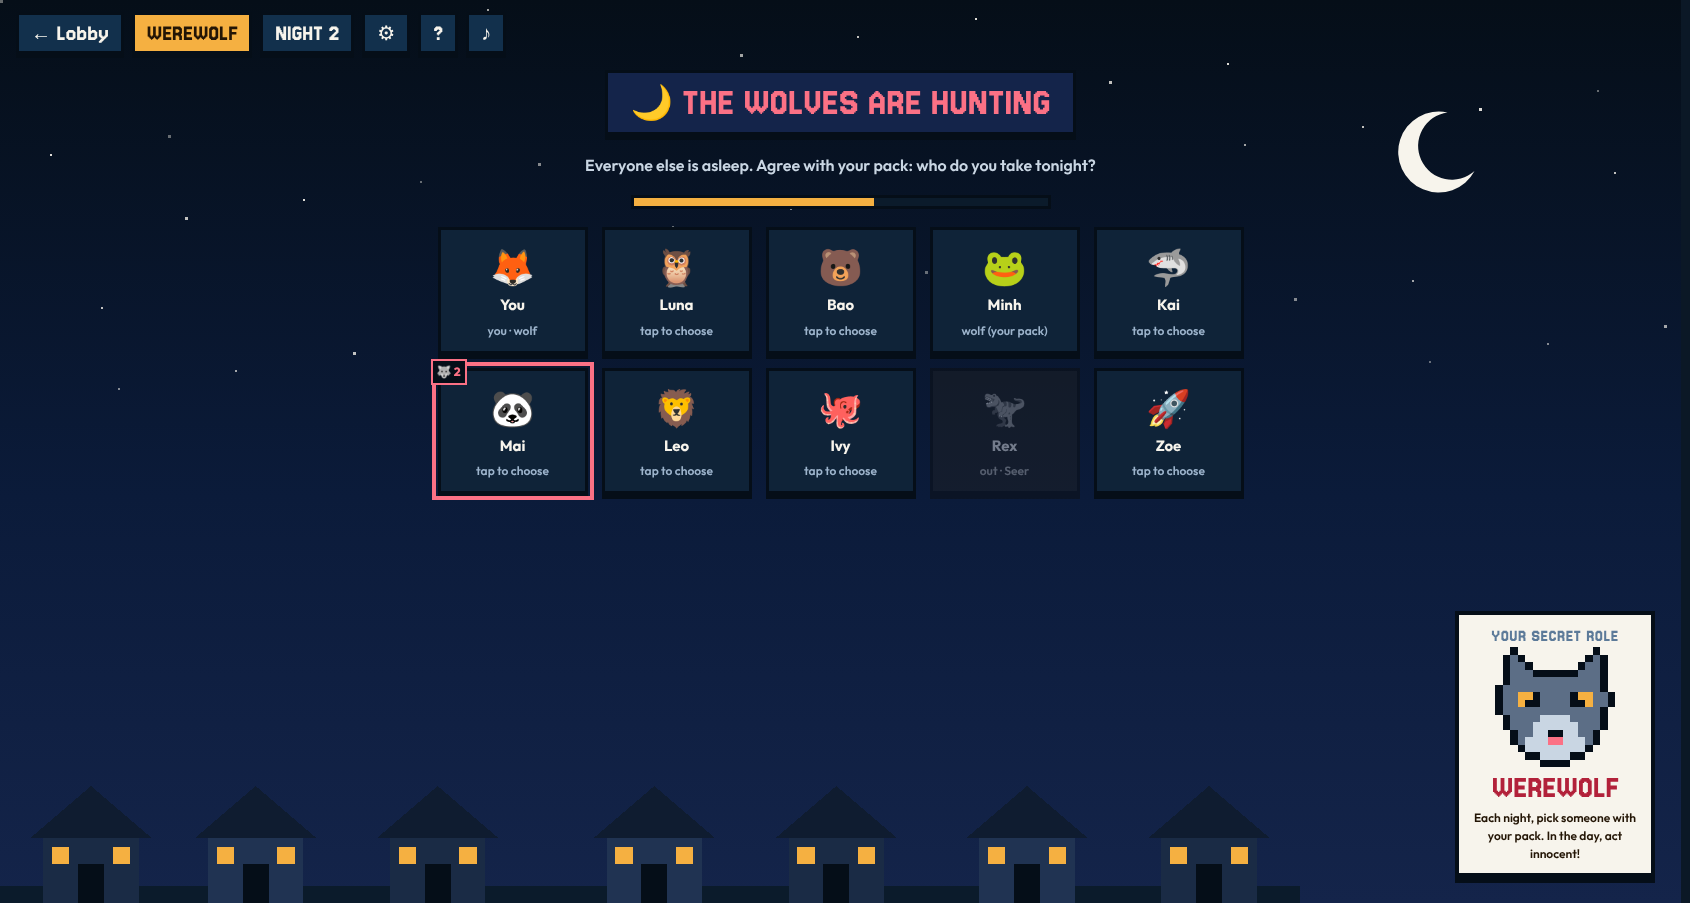 ← Lobby
WEREWOLF
NIGHT 2
?
THE WOLVES ARE HUNTING
Everyone else is asleep. Agree with your pack: who do you take tonight?
You
you · wolf
Luna
tap to choose
Bao
tap to choose
Minh
wolf (your pack)
Kai
tap to choose
2
Mai
tap to choose
Leo
tap to choose
Ivy
tap to choose
Rex
out · Seer
Zoe
tap to choose
YOUR SECRET ROLE
WEREWOLF
Each night, pick someone with
your pack. In the day, act
innocent!